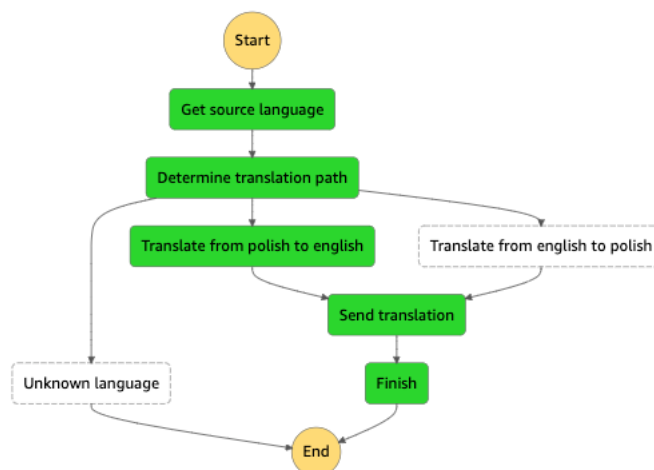 Start
Get source language
Determine translation path
Translate from polish to english
Translate from english to polish
Send translation
Unknown language
Finish
End